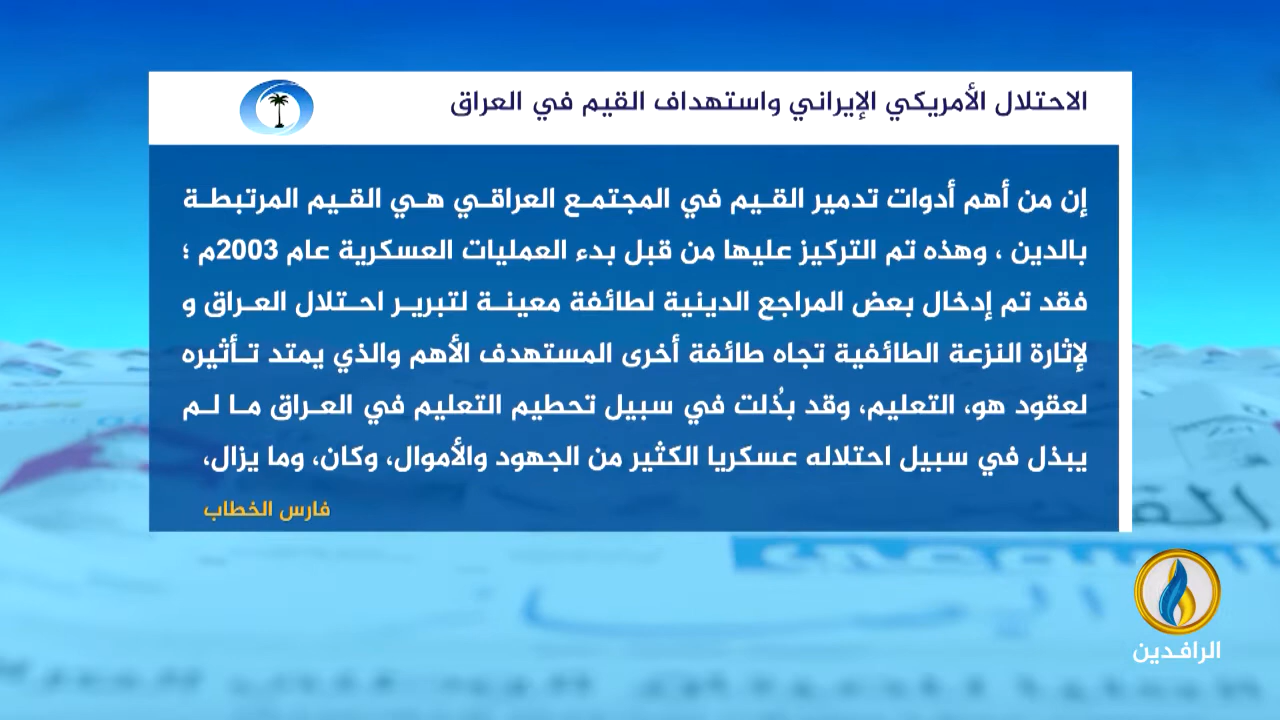 الاحتلال الأمريكي الإيراني واستهداف القيم في العراق
إن من أهم أدوات تدمير القيم في المجتمع العراقي هي القيم المرتبطة
بالدين ، وهذه تم التركيز عليها من قبل بدء العمليات العسكرية عام 2003م ؛
فقد تم إدخال بعض المراجع الدينية لطائفة معينة لتبرير احتلال العراق و
لإثارة النزعة الطائفية تجاه طائفة أخرى المستهدف الأهم والذي يمتد تأثيره
لعقود هو، التعليم، وقد بُذلت في سبيل تحطيم التعليم في العراق ما لم
يبذل في سبيل احتلاله عسكريا الكثير من الجهود والأموال، وكان، وما يزال،
فارس الخطاب
الرافدين